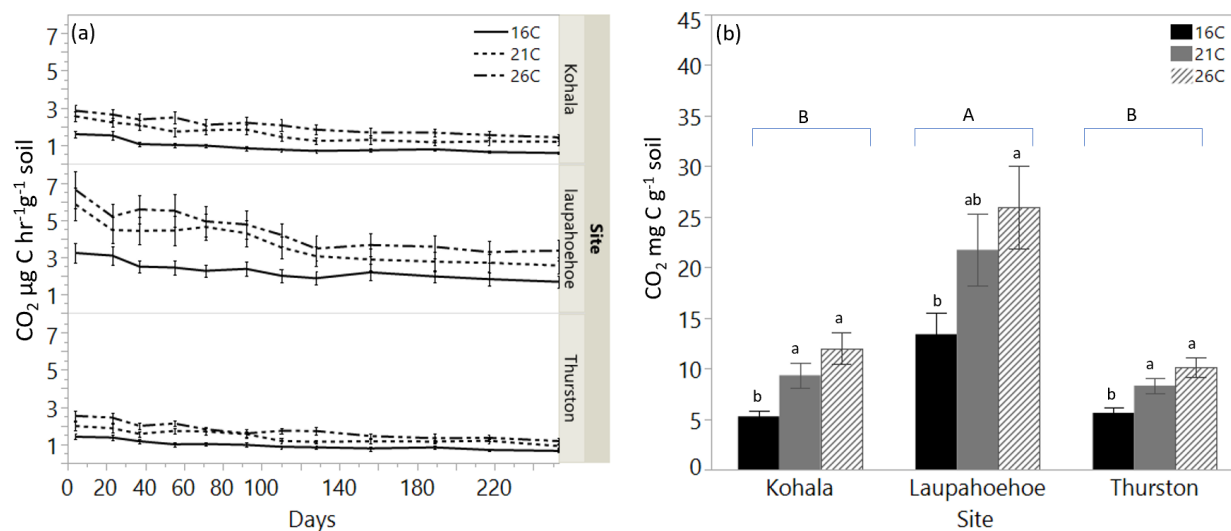 (a)
16C
21C
26C
7
3
1
7
5
3
1
7
3
1
CO₂ µg C hr⁻¹g⁻¹ soil
Kohala
laupahoehoe
Thurston
Site
0 20 40 60 80 100 120 140 180 220
Days
(b)
16C
21C
26C
45
40
35
30
25
20
15
10
5
0
CO₂ mg C g⁻¹ soil
B A B
b a a b ab a b a a
Kohala Laupahoehoe Thurston
Site